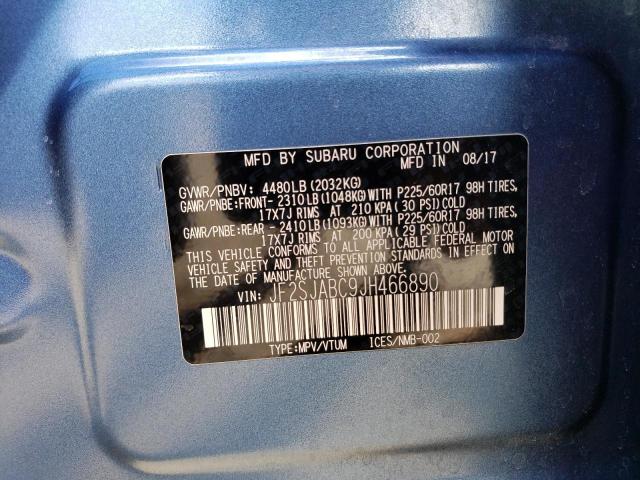 MFD BY SUBARU CORPORATION
MFD IN 08/17
GVWR/PNBV: 4480LB(2032KG)
GAWR/PNBE:FRONT- 2310LB(1048KG)WITH P225/60R17 98H TIRES,
17X7J RIMS AT 210 KPA(30 PSI)COLD
GAWR/PNBE:REAR - 2410LB(1093KG)WITH P225/60R17 98H TIRES,
17X7J RIMS AT 200 KPA(29 PSI)COLD
THIS VEHICLE CONFORMS TO ALL APPLICABLE FEDERAL MOTOR
VEHICLE SAFETY AND BUMPER STANDARDS IN EFFECT ON
THE DATE OF MANUFACTURE SHOWN ABOVE.
VIN: JF2SJABC9JH466890
TYPE:MPV/VTUM ICES/NMB-002